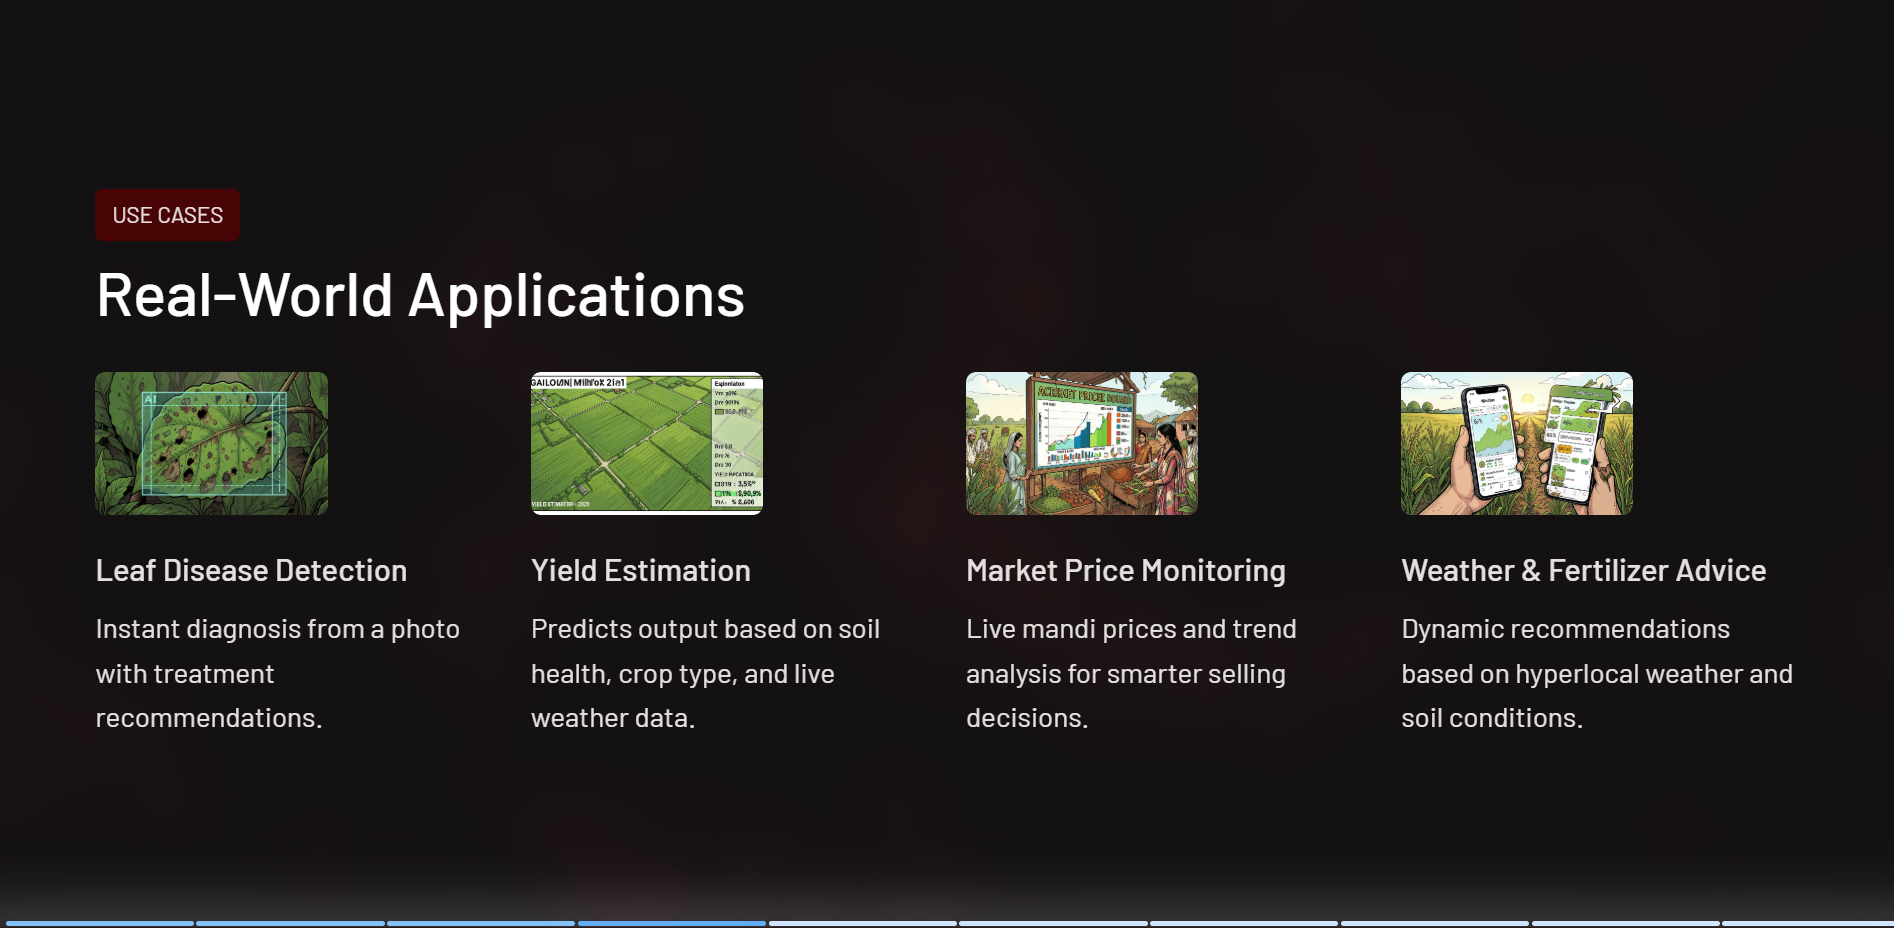 USE CASES
Real-World Applications
AI
Leaf Disease Detection
Instant diagnosis from a photo
with treatment
recommendations.
Yield Estimation
Predicts output based on soil
health, crop type, and live
weather data.
Market Price Monitoring
Live mandi prices and trend
analysis for smarter selling
decisions.
Weather & Fertilizer Advice
Dynamic recommendations
based on hyperlocal weather and
soil conditions.